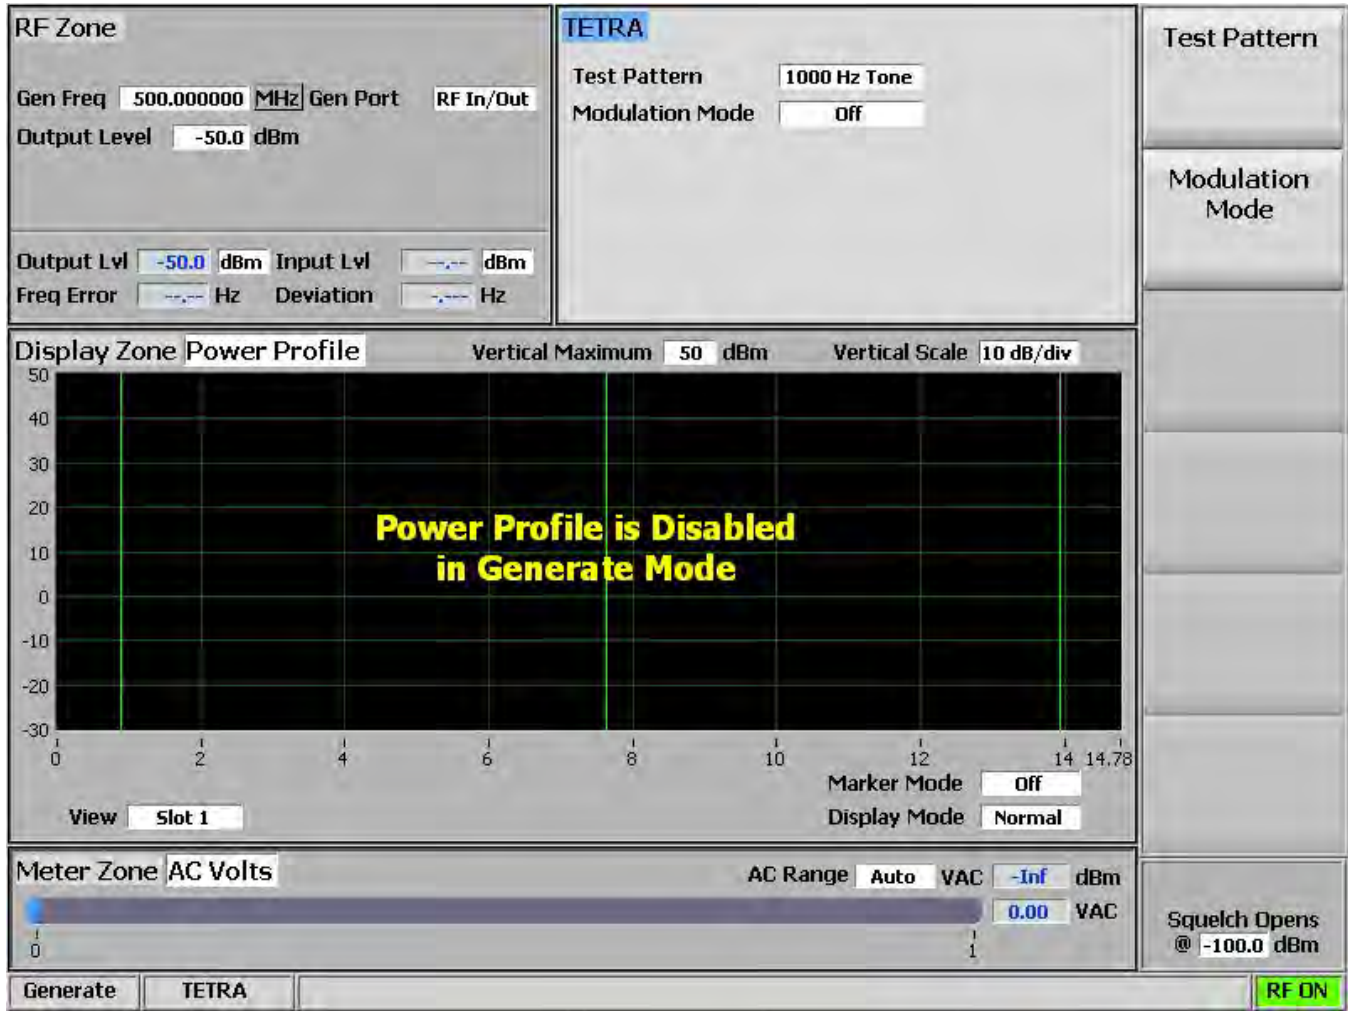 RF Zone
Gen Freq 500.000000 MHz Gen Port RF In/Out
Output Level -50.0 dBm
Output Lvl -50.0 dBm Input Lvl --.-- dBm
Freq Error --.-- Hz Deviation -.--- Hz
TETRA
Test Pattern 1000 Hz Tone
Modulation Mode Off
Test Pattern
Modulation
Mode
Display Zone Power Profile Vertical Maximum 50 dBm Vertical Scale 10 dB/div
50
40
30
20
10
0
-10
-20
-30
Power Profile is Disabled
in Generate Mode
0 2 4 6 8 10 12 14 14.78
Marker Mode Off
View Slot 1 Display Mode Normal
Meter Zone AC Volts AC Range Auto VAC -Inf dBm
0.00 VAC
0 1
Squelch Opens
@ -100.0 dBm
Generate TETRA RF ON